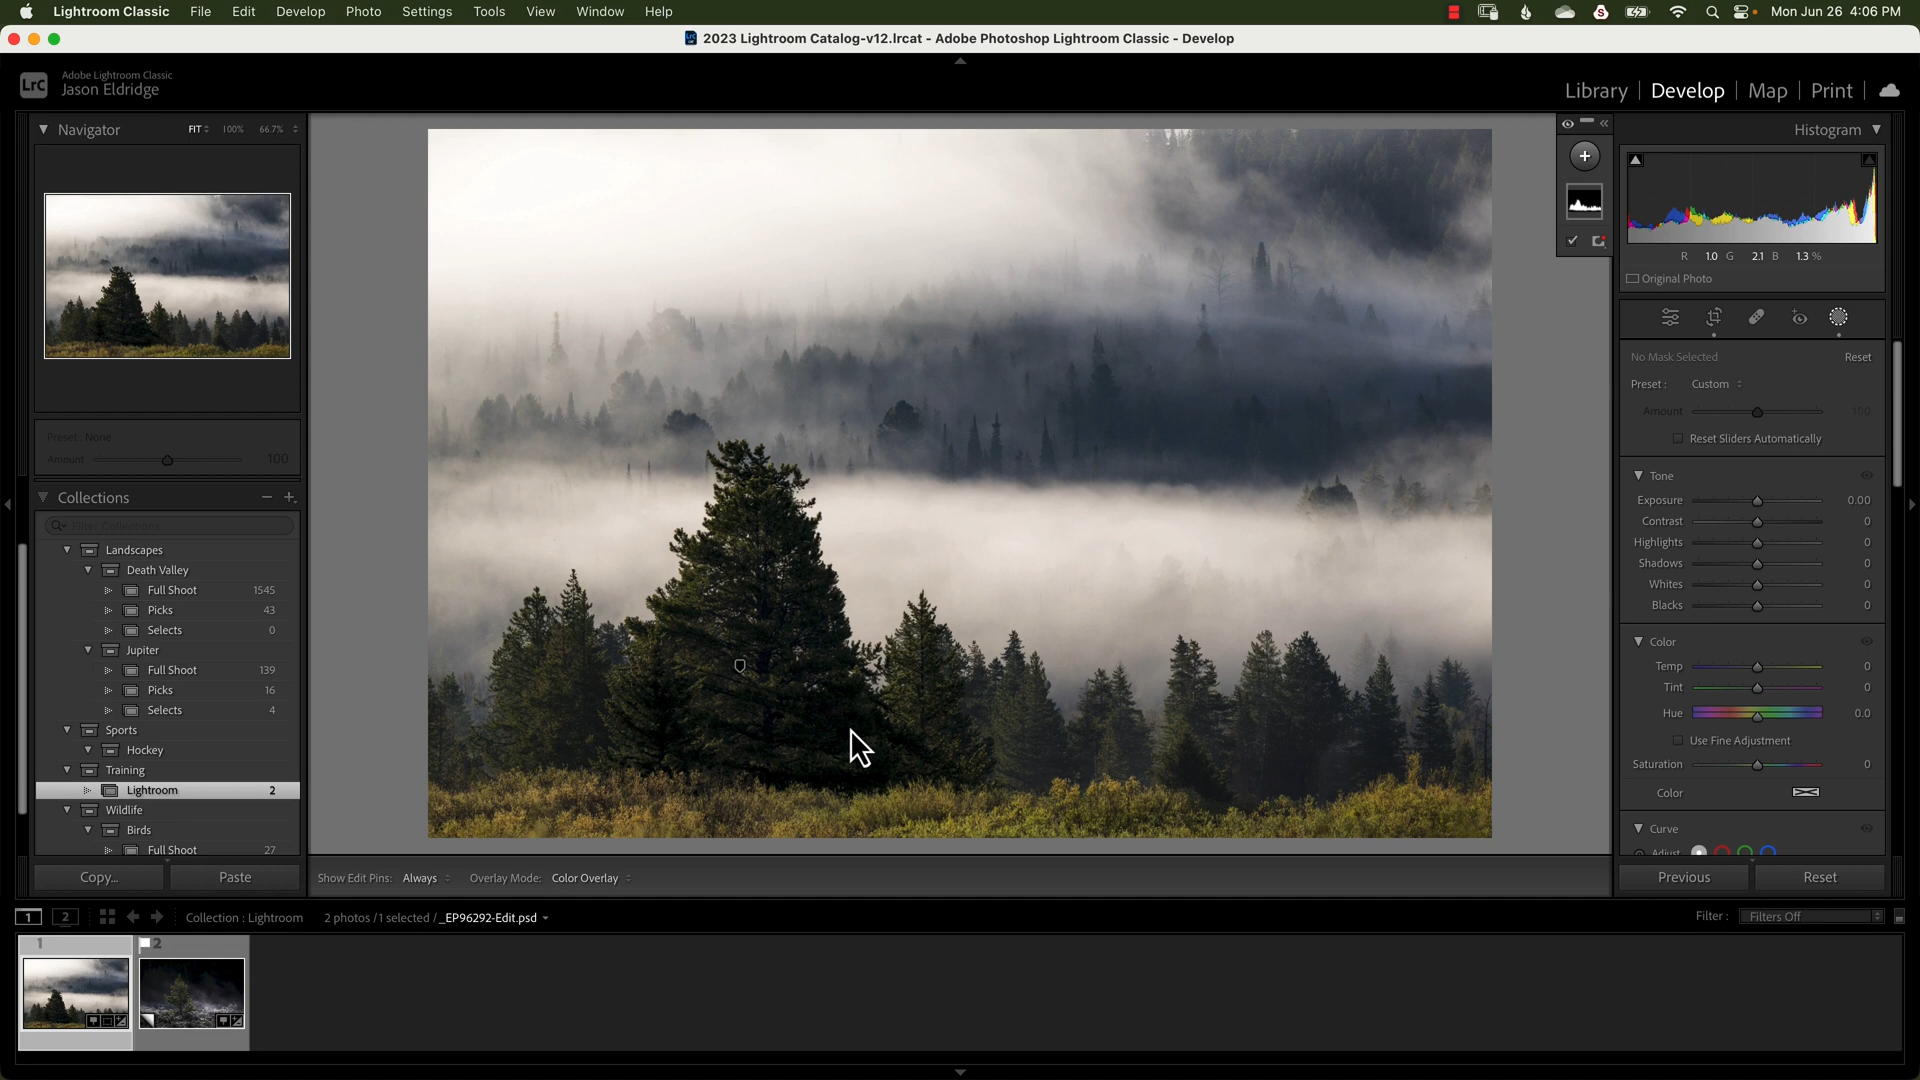 Lightroom Classic File Edit Develop Photo Settings Tools View Window Help Mon Jun 26 4:06 PM
2023 Lightroom Catalog-v12.lrcat - Adobe Photoshop Lightroom Classic - Develop
LrC Adobe Lightroom Classic
Jason Eldridge
Library | Develop | Map | Print
Navigator FIT 100% 66.7%
Histogram
R 1.0 G 2.1 B 1.3 %
Original Photo
No Mask Selected Reset
Preset : Custom
Amount 100
Reset Sliders Automatically
Preset : None
Amount 100
Collections
Filter Collections
Landscapes
Death Valley
Full Shoot 1545
Picks 43
Selects 0
Jupiter
Full Shoot 139
Picks 16
Selects 4
Sports
Hockey
Training
Lightroom 2
Wildlife
Birds
Full Shoot 27
Copy... Paste
Tone
Exposure 0.00
Contrast 0
Highlights 0
Shadows 0
Whites 0
Blacks 0
Color
Temp 0
Tint 0
Hue 0.0
Use Fine Adjustment
Saturation 0
Color
Curve
Adjust
Previous Reset
Show Edit Pins: Always Overlay Mode: Color Overlay
1 2 Collection : Lightroom 2 photos / 1 selected / _EP96292-Edit.psd
Filter : Filters Off
1 2